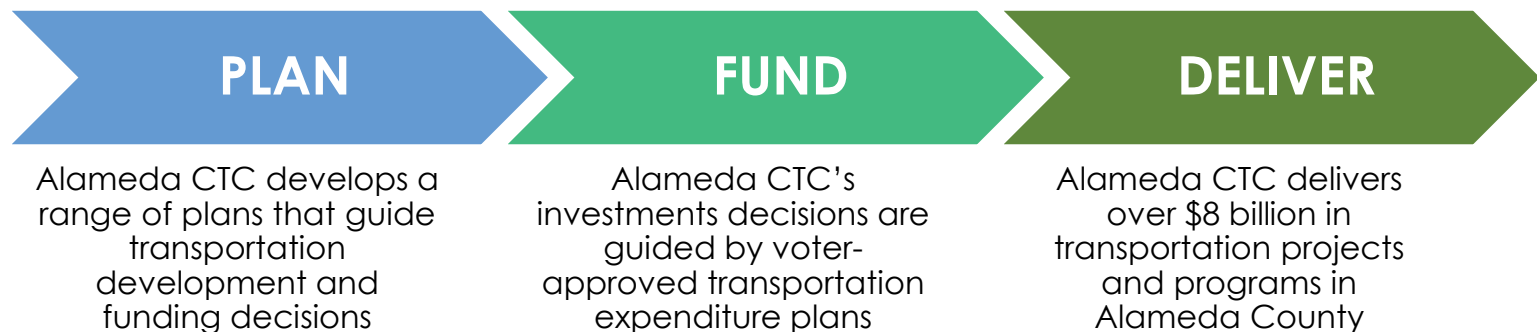 PLAN
Alameda CTC develops a
range of plans that guide
transportation
development and
funding decisions
FUND
Alameda CTC’s
investments decisions are
guided by voter-
approved transportation
expenditure plans
DELIVER
Alameda CTC delivers
over $8 billion in
transportation projects
and programs in
Alameda County